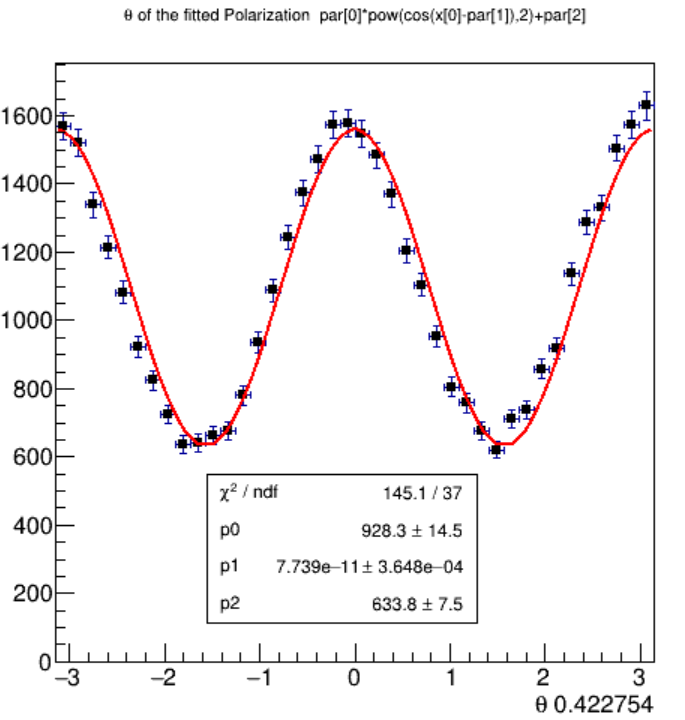 θ of the fitted Polarization par[0]*pow(cos(x[0]-par[1]),2)+par[2]
1600
1400
1200
1000
800
600
400
200
0
χ² / ndf 145.1 / 37
p0 928.3 ± 14.5
p1 7.739e−11 ± 3.648e−04
p2 633.8 ± 7.5
−3 −2 −1 0 1 2 3
θ 0.422754